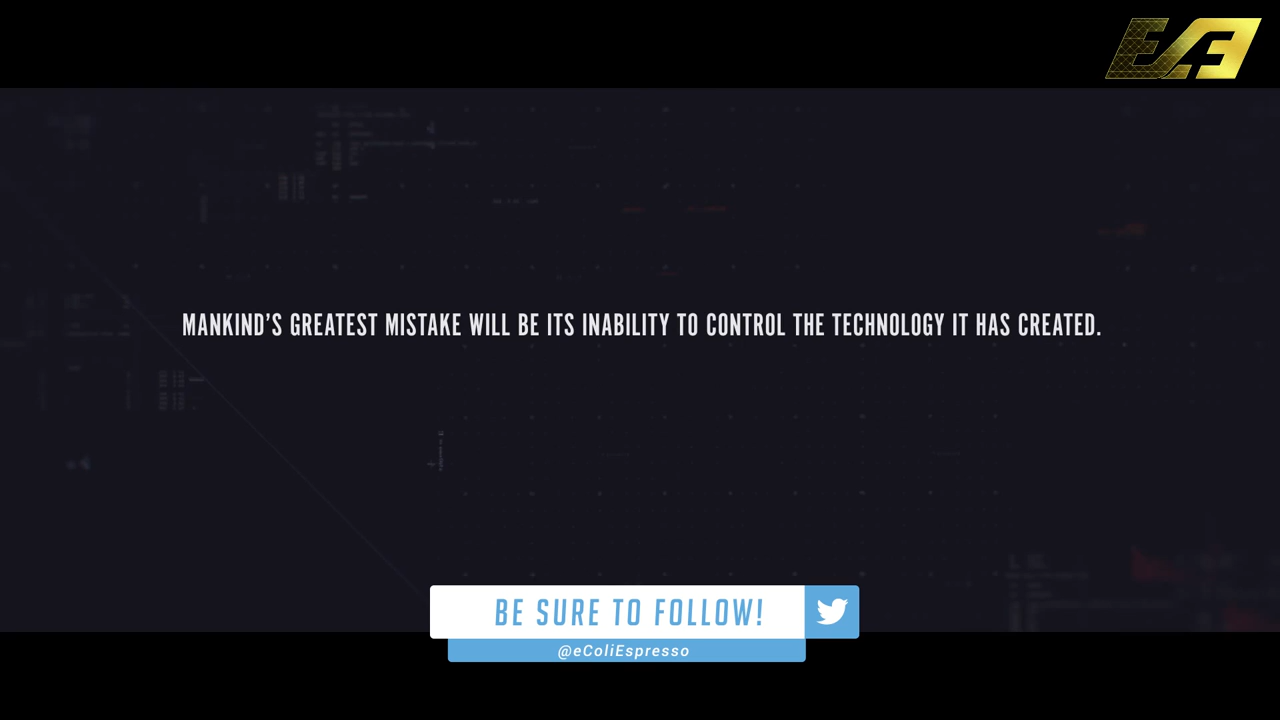 MANKIND'S GREATEST MISTAKE WILL BE ITS INABILITY TO CONTROL THE TECHNOLOGY IT HAS CREATED.
BE SURE TO FOLLOW!
@eColiEspresso